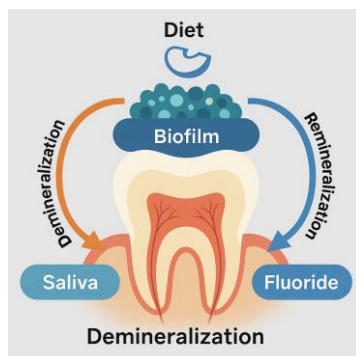 Diet
Biofilm
Demineralization
Remineralization
Saliva
Fluoride
Demineralization